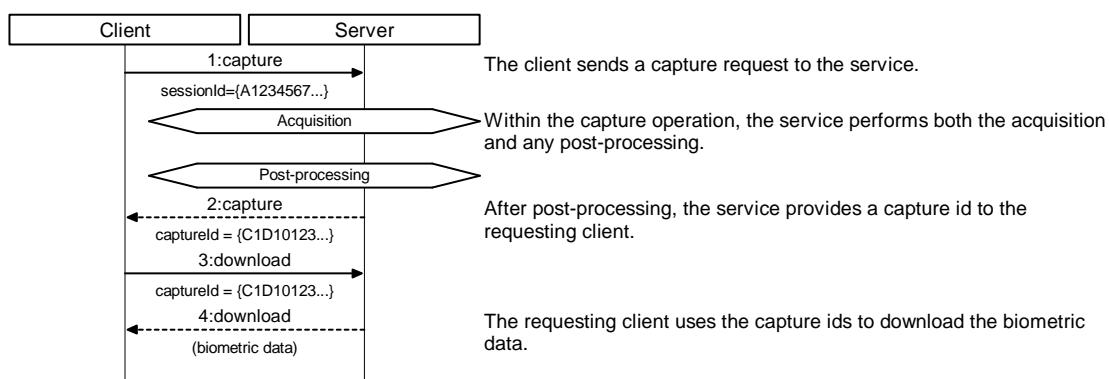 Client
Server
1:capture
The client sends a capture request to the service.
sessionId={A1234567...}
Acquisition
Within the capture operation, the service performs both the acquisition
and any post-processing.
Post-processing
2:capture
After post-processing, the service provides a capture id to the
requesting client.
captureId = {C1D10123...}
3:download
captureId = {C1D10123...}
4:download
The requesting client uses the capture ids to download the biometric
data.
(biometric data)